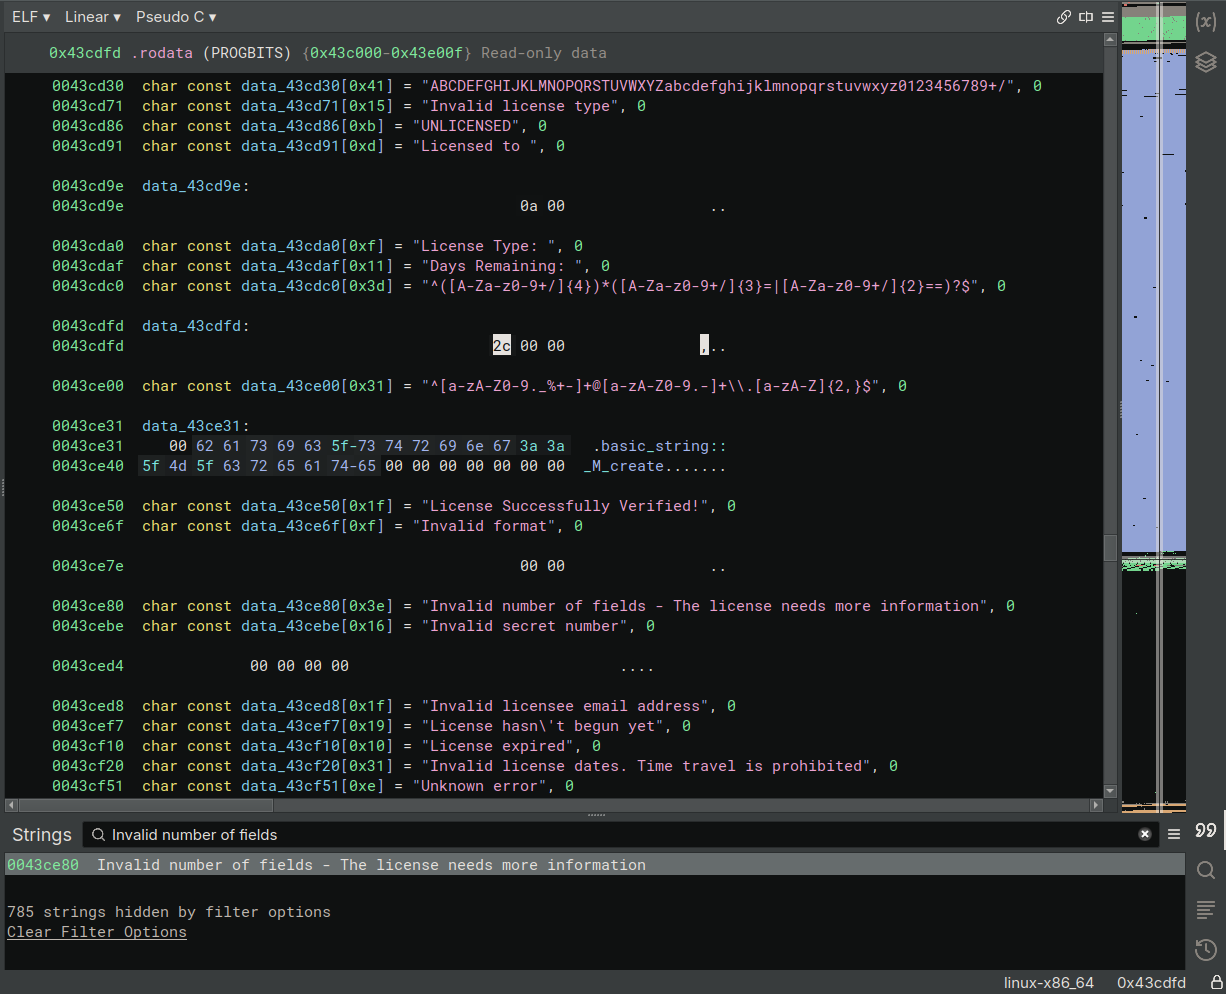 ELF ▾ Linear ▾ Pseudo C ▾
0x43cdfd .rodata (PROGBITS) {0x43c000-0x43e00f} Read-only data
0043cd30 char const data_43cd30[0x41] = "ABCDEFGHIJKLMNOPQRSTUVWXYZabcdefghijklmnopqrstuvwxyz0123456789+/", 0
0043cd71 char const data_43cd71[0x15] = "Invalid license type", 0
0043cd86 char const data_43cd86[0xb] = "UNLICENSED", 0
0043cd91 char const data_43cd91[0xd] = "Licensed to ", 0
0043cd9e data_43cd9e:
0043cd9e 0a 00 ..
0043cda0 char const data_43cda0[0xf] = "License Type: ", 0
0043cdaf char const data_43cdaf[0x11] = "Days Remaining: ", 0
0043cdc0 char const data_43cdc0[0x3d] = "^([A-Za-z0-9+/]{4})*([A-Za-z0-9+/]{3}=|[A-Za-z0-9+/]{2}==)?$", 0
0043cdfd data_43cdfd:
0043cdfd 2c 00 00 ,..
0043ce00 char const data_43ce00[0x31] = "^[a-zA-Z0-9._%+-]+@[a-zA-Z0-9.-]+\\.[a-zA-Z]{2,}$", 0
0043ce31 data_43ce31:
0043ce31 00 62 61 73 69 63 5f-73 74 72 69 6e 67 3a 3a .basic_string::
0043ce40 5f 4d 5f 63 72 65 61 74-65 00 00 00 00 00 00 00 _M_create.......
0043ce50 char const data_43ce50[0x1f] = "License Successfully Verified!", 0
0043ce6f char const data_43ce6f[0xf] = "Invalid format", 0
0043ce7e 00 00 ..
0043ce80 char const data_43ce80[0x3e] = "Invalid number of fields - The license needs more information", 0
0043cebe char const data_43cebe[0x16] = "Invalid secret number", 0
0043ced4 00 00 00 00 ....
0043ced8 char const data_43ced8[0x1f] = "Invalid licensee email address", 0
0043cef7 char const data_43cef7[0x19] = "License hasn\'t begun yet", 0
0043cf10 char const data_43cf10[0x10] = "License expired", 0
0043cf20 char const data_43cf20[0x31] = "Invalid license dates. Time travel is prohibited", 0
0043cf51 char const data_43cf51[0xe] = "Unknown error", 0
Strings Invalid number of fields
0043ce80 Invalid number of fields - The license needs more information
785 strings hidden by filter options
Clear Filter Options
linux-x86_64 0x43cdfd